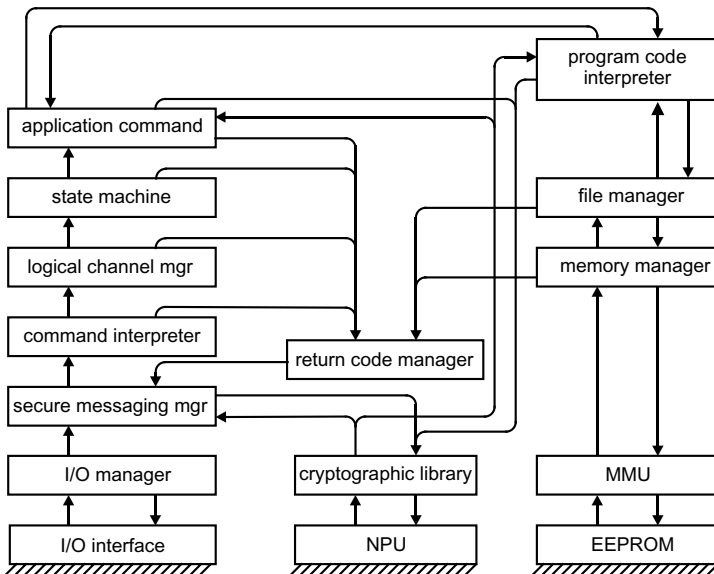 program code
interpreter
application command
state machine
file manager
logical channel mgr
memory manager
command interpreter
return code manager
secure messaging mgr
I/O manager
cryptographic library
MMU
I/O interface
NPU
EEPROM